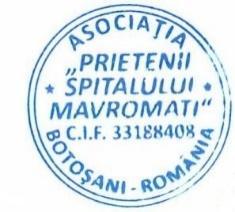 ASOCIAȚIA
„PRIETENII
SPITALULUI
MAVROMATI"
C.I.F. 33188408
BOTOȘANI - ROMÂNIA